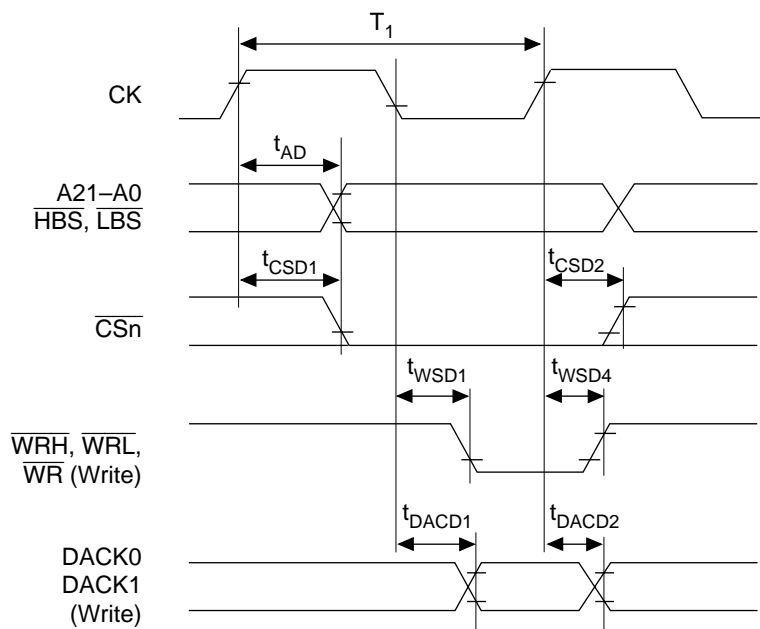 T1
CK
tAD
A21–A0
HBS, LBS
tCSD1
tCSD2
CSn
tWSD1
tWSD4
WRH, WRL,
WR (Write)
tDACD1
tDACD2
DACK0
DACK1
(Write)